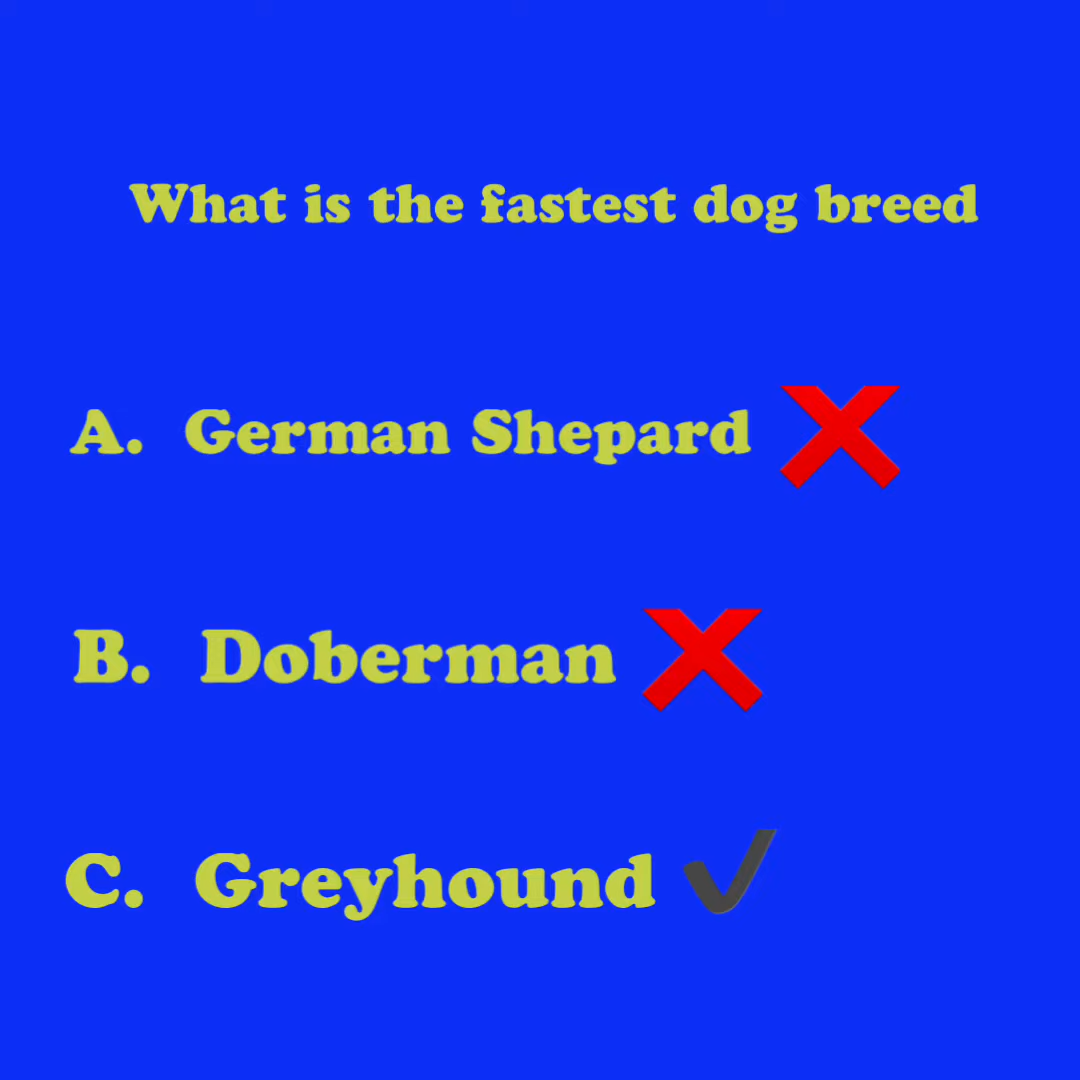 What is the fastest dog breed
A. German Shepard ❌
B. Doberman ❌
C. Greyhound ✔